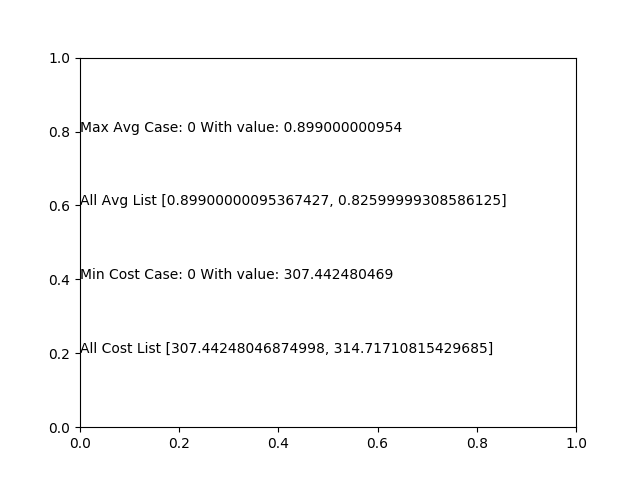 1.0
Max Avg Case: 0 With value: 0.899000000954
0.8
All Avg List [0.89900000095367427, 0.82599999308586125]
0.6
Min Cost Case: 0 With value: 307.442480469
0.4
All Cost List [307.44248046874998, 314.71710815429685]
0.2
0.0
0.0 0.2 0.4 0.6 0.8 1.0